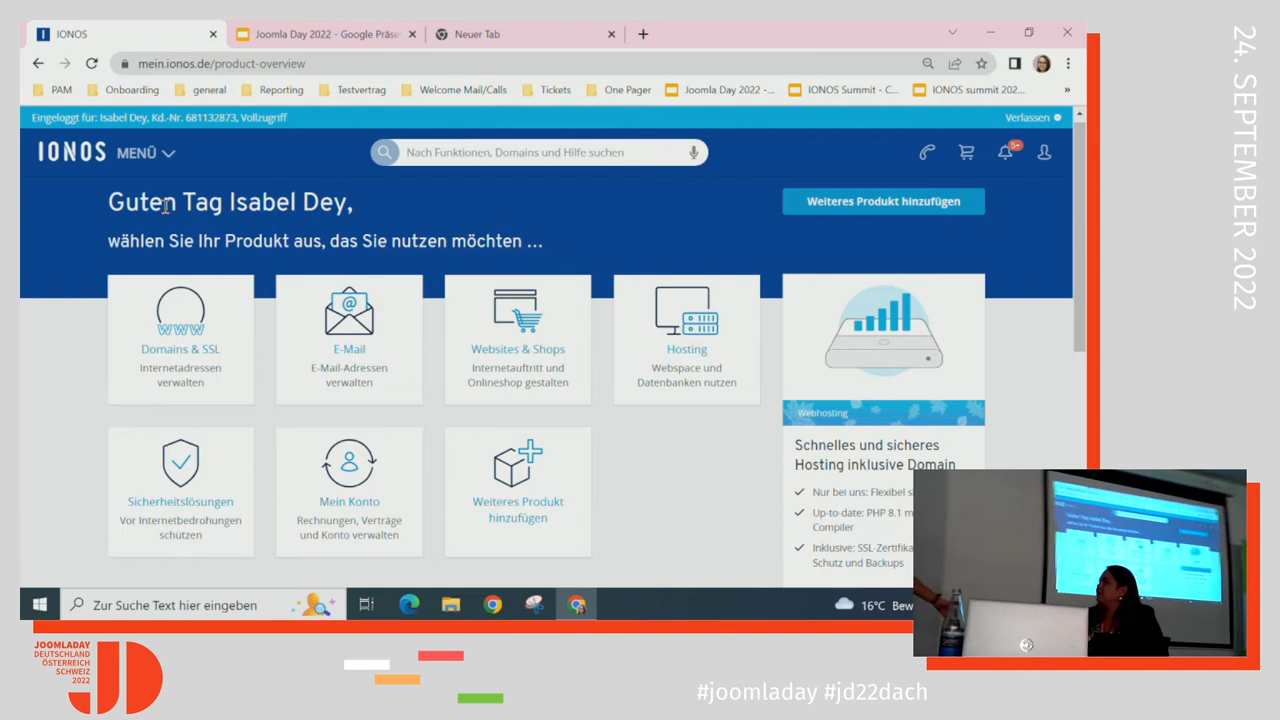 IONOS
Joomla Day 2022 - Google Präse
Neuer Tab
mein.ionos.de/product-overview
PAM
Onboarding
general
Reporting
Testvertrag
Welcome Mail/Calls
Tickets
One Pager
Joomla Day 2022 -...
IONOS Summit - C...
IONOS summit 202...
»
Eingeloggt für: Isabel Dey, Kd.-Nr. 681132873, Vollzugriff
Verlassen
IONOS
MENÜ
Nach Funktionen, Domains und Hilfe suchen
5+
Guten Tag Isabel Dey,
wählen Sie Ihr Produkt aus, das Sie nutzen möchten ...
Weiteres Produkt hinzufügen
WWW
Domains & SSL
Internetadressen
verwalten
@
E-Mail
E-Mail-Adressen
verwalten
Websites & Shops
Internetauftritt und
Onlineshop gestalten
Hosting
Webspace und
Datenbanken nutzen
Sicherheitslösungen
Vor Internetbedrohungen
schützen
Mein Konto
Rechnungen, Verträge
und Konto verwalten
Weiteres Produkt
hinzufügen
Webhosting
Schnelles und sicheres
Hosting inklusive Domain
Nur bei uns: Flexibel s
Up-to-date: PHP 8.1 m
Compiler
Inklusive: SSL-Zertifika
Schutz und Backups
Zur Suche Text hier eingeben
16°C Bew
24. SEPTEMBER 2022
JOOMLADAY
DEUTSCHLAND
ÖSTERREICH
SCHWEIZ
2022
JD
#joomladay #jd22dach